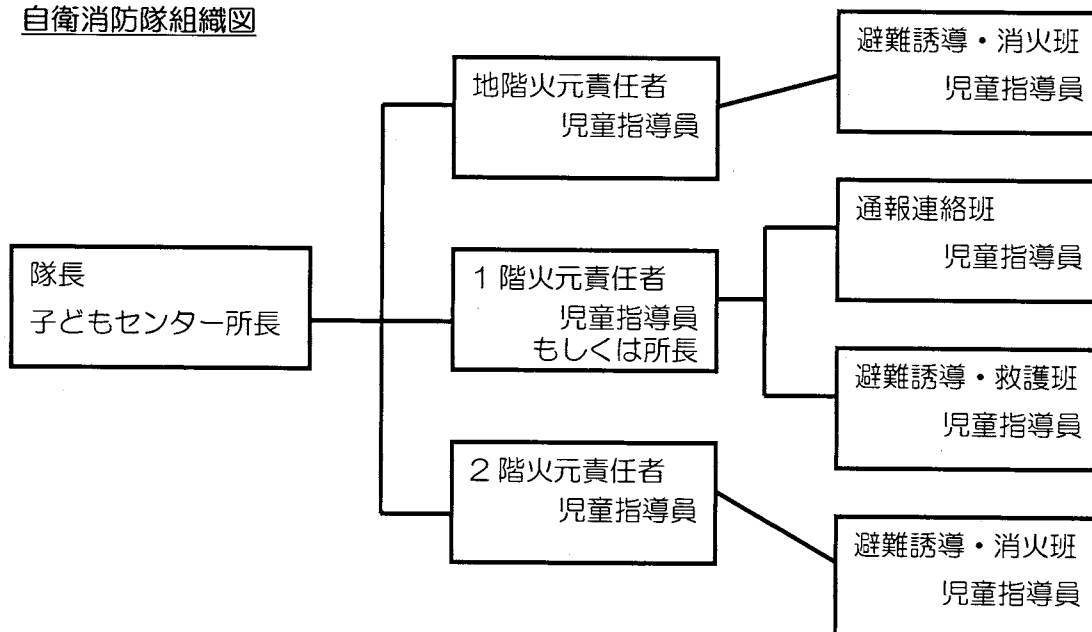 自衛消防隊組織図
隊長
子どもセンター所長
地階火元責任者
児童指導員
1階火元責任者
児童指導員
もしくは所長
2階火元責任者
児童指導員
避難誘導・消火班
児童指導員
通報連絡班
児童指導員
避難誘導・救護班
児童指導員
避難誘導・消火班
児童指導員